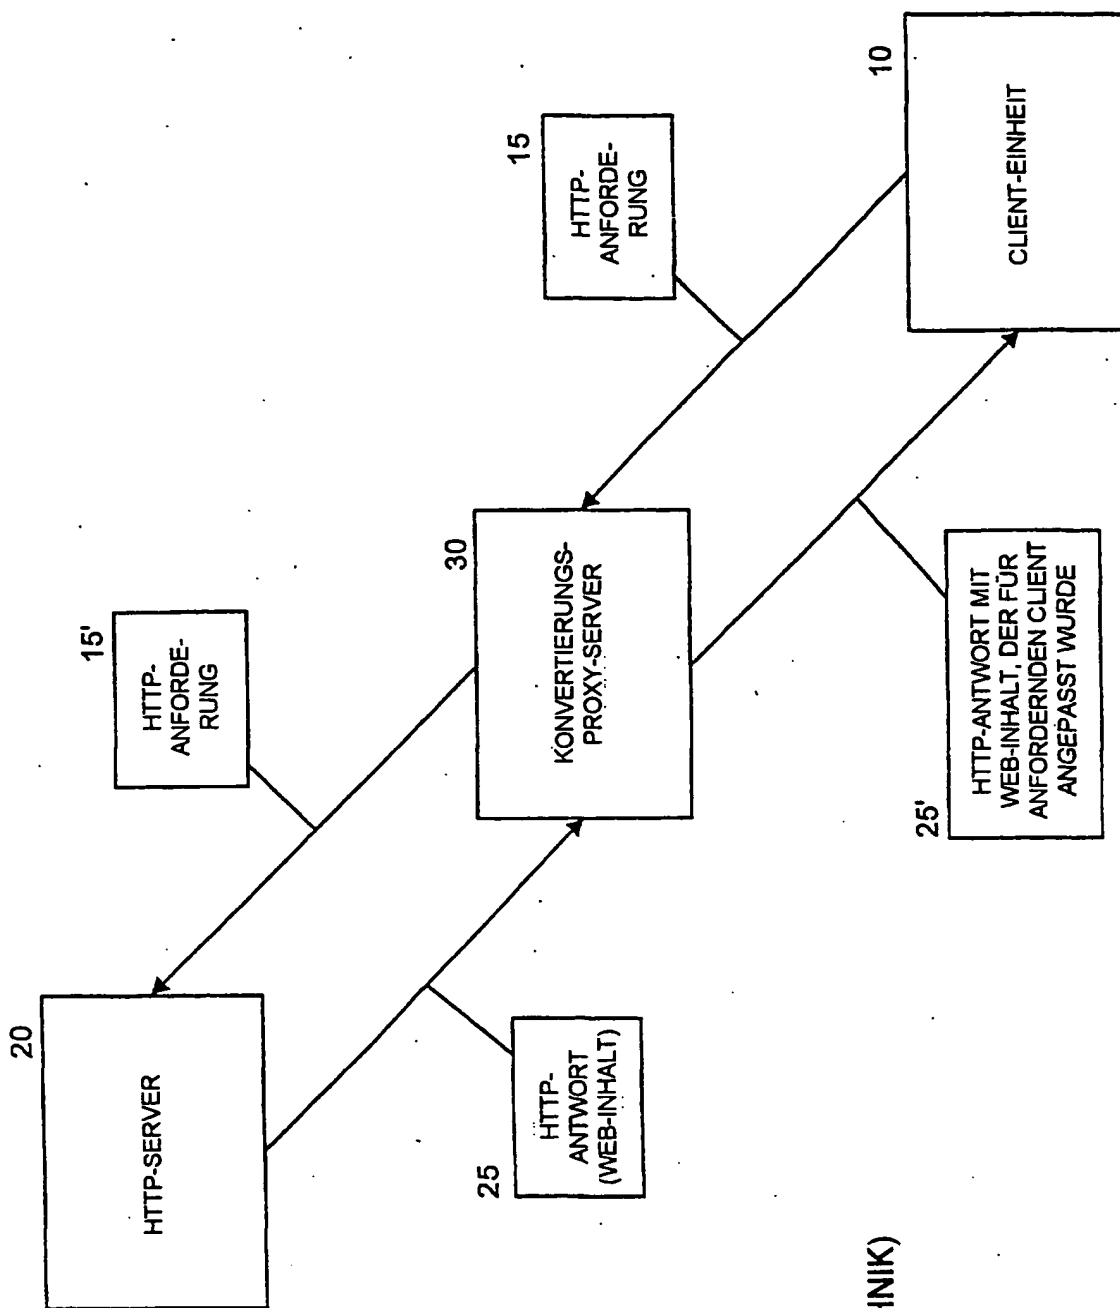 20
HTTP-SERVER
15'
HTTP-
ANFORDE-
RUNG
25
HTTP-
ANTWORT
(WEB-INHALT)
30
KONVERTIERUNGS-
PROXY-SERVER
15
HTTP-
ANFORDE-
RUNG
25'
HTTP-ANTWORT MIT
WEB-INHALT, DER FÜR
ANFORDERNDEN CLIENT
ANGEPASST WURDE
10
CLIENT-EINHEIT
HNIK)